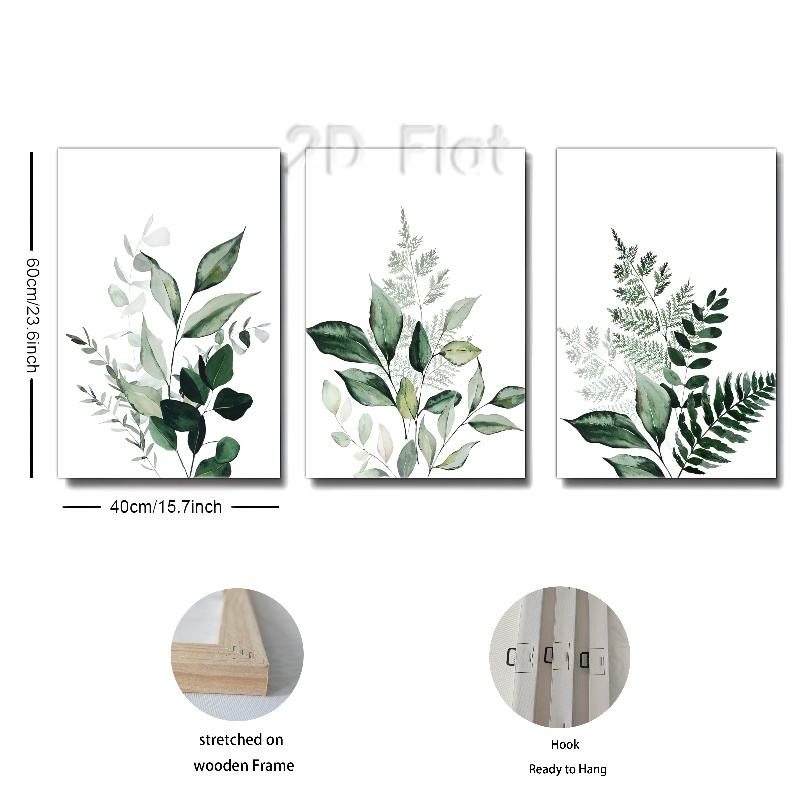 2D Flat
60cm/23.6inch
40cm/15.7inch
stretched on
wooden Frame
Hook
Ready to Hang